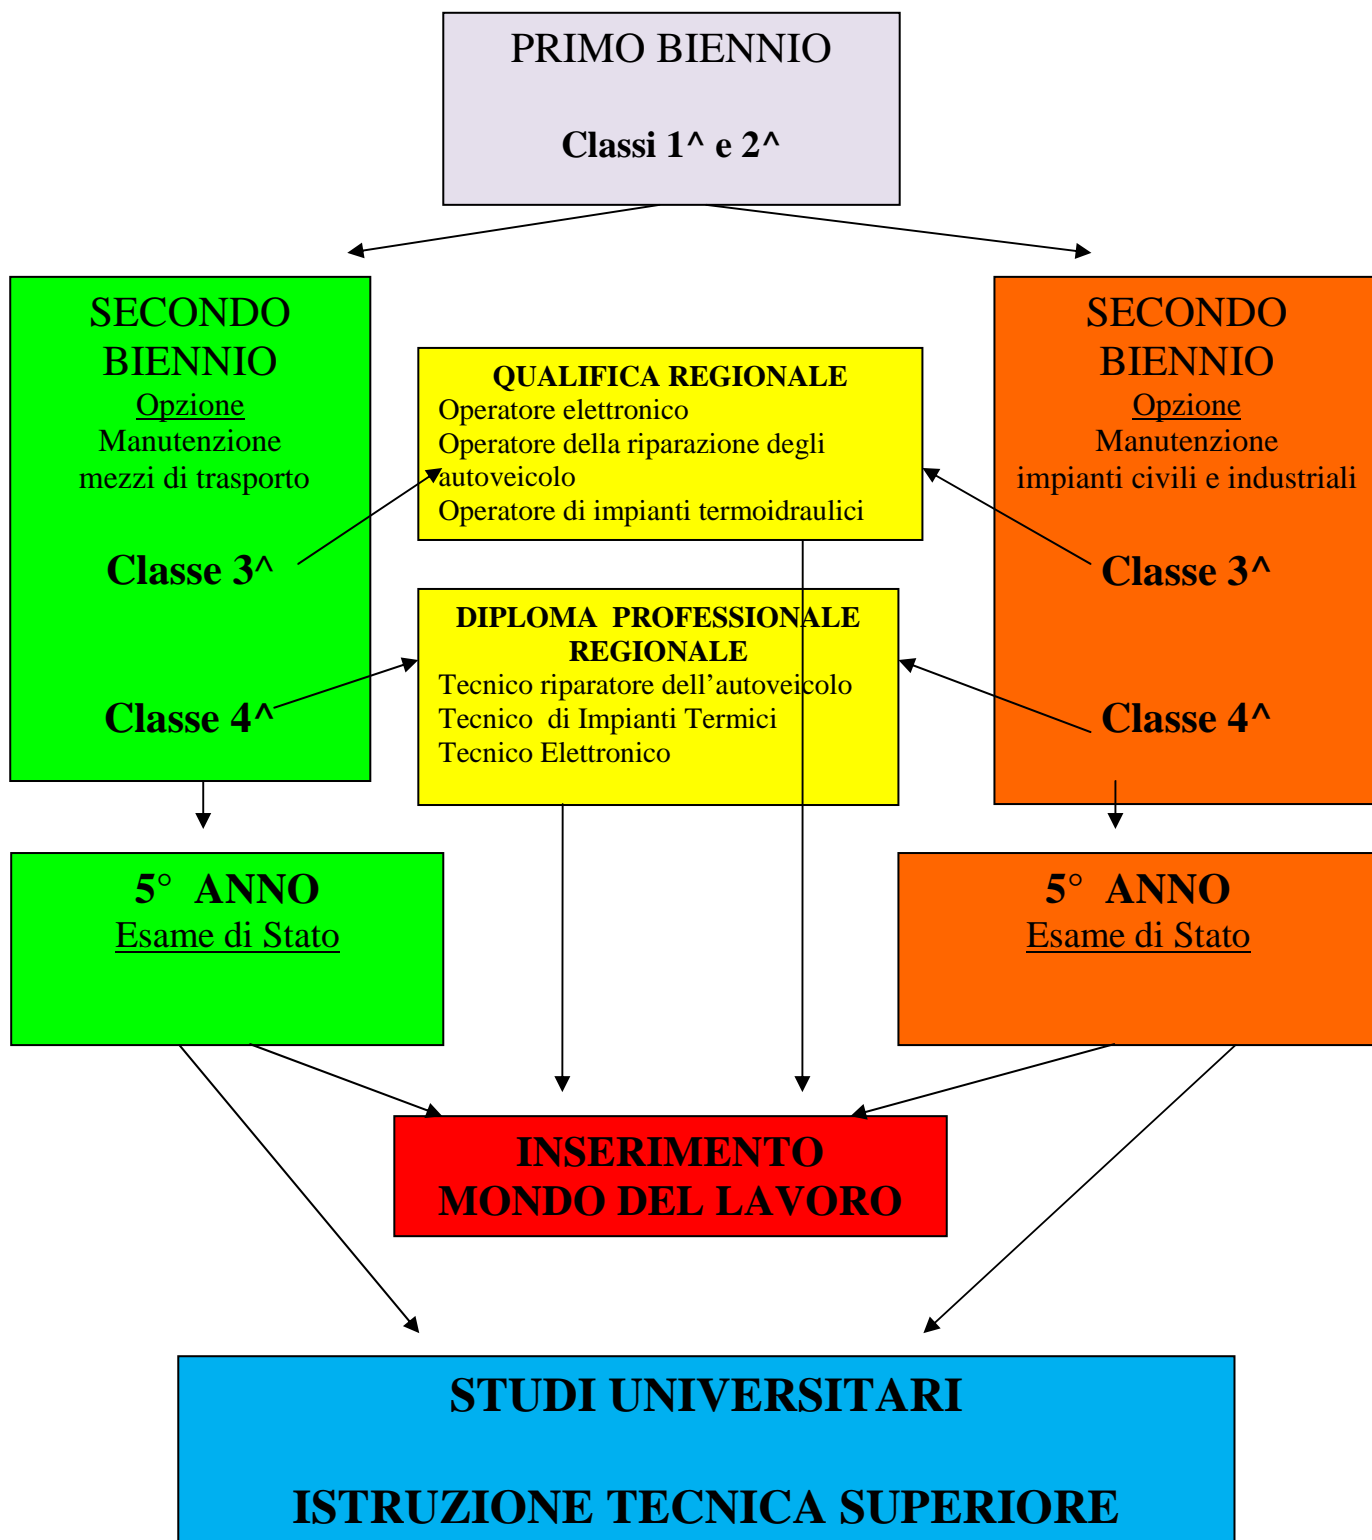 PRIMO BIENNIO
Classi 1^ e 2^
SECONDO
BIENNIO
Opzione
Manutenzione
mezzi di trasporto
Classe 3^
Classe 4^
QUALIFICA REGIONALE
Operatore elettronico
Operatore della riparazione degli
autoveicolo
Operatore di impianti termoidraulici
DIPLOMA PROFESSIONALE
REGIONALE
Tecnico riparatore dell’autoveicolo
Tecnico di Impianti Termici
Tecnico Elettronico
SECONDO
BIENNIO
Opzione
Manutenzione
impianti civili e industriali
Classe 3^
Classe 4^
5° ANNO
Esame di Stato
5° ANNO
Esame di Stato
INSERIMENTO
MONDO DEL LAVORO
STUDI UNIVERSITARI
ISTRUZIONE TECNICA SUPERIORE